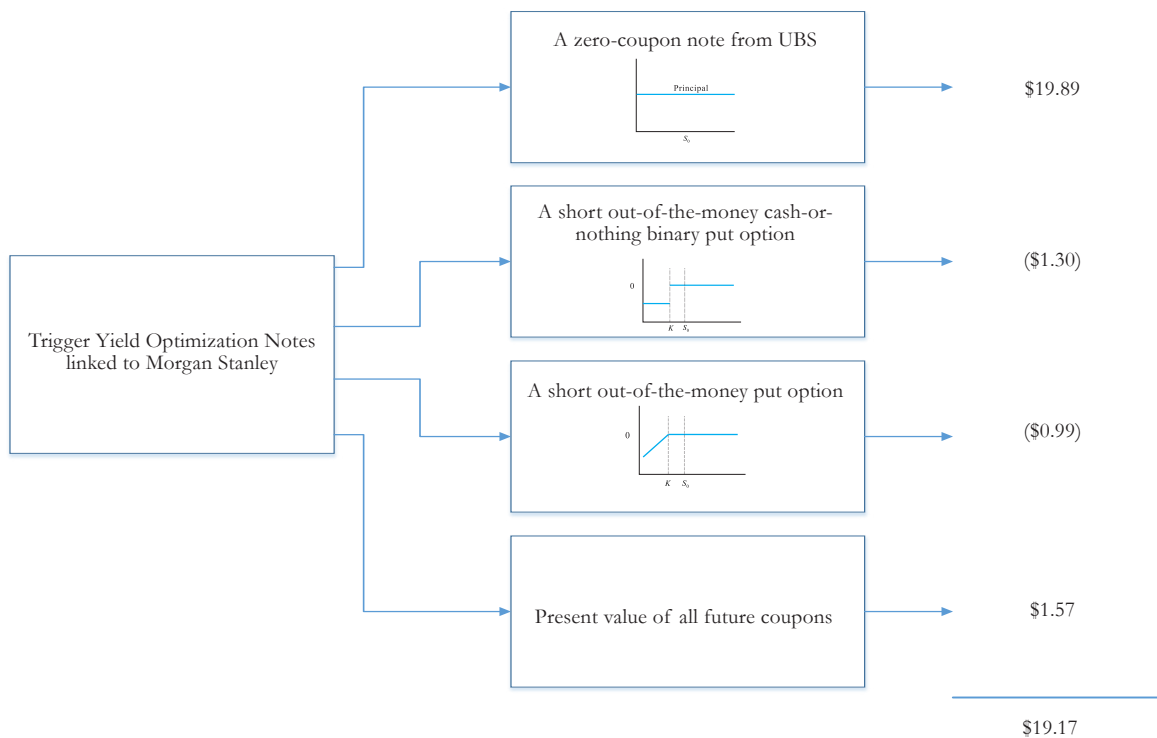 A zero-coupon note from UBS
Principal
S0
$19.89
A short out-of-the-money cash-or-
nothing binary put option
0
K S0
($1.30)
Trigger Yield Optimization Notes
linked to Morgan Stanley
A short out-of-the-money put option
0
K S0
($0.99)
Present value of all future coupons
$1.57
$19.17